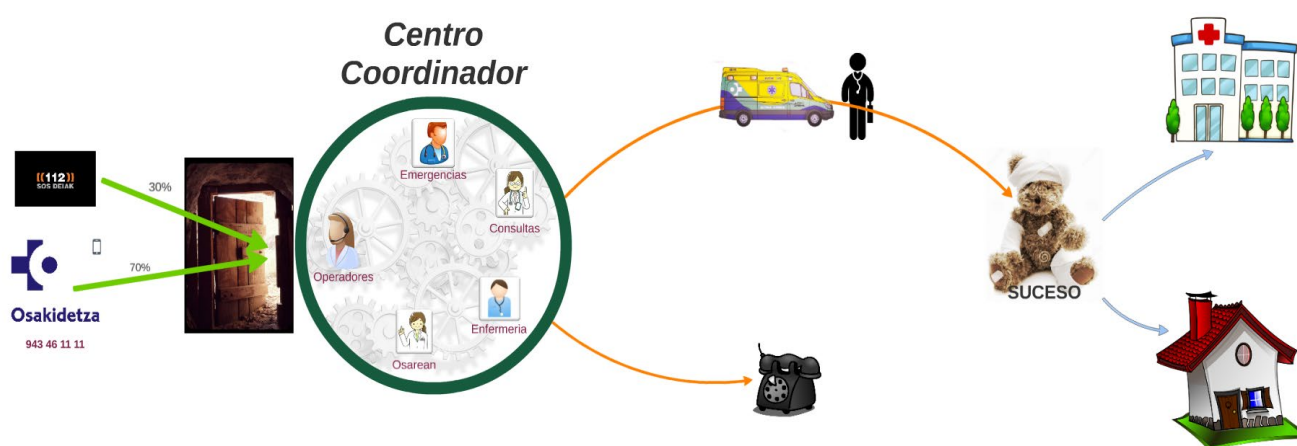 Centro
Coordinador
((112))
SOS DEIAK
30%
70%
Osakidetza
943 46 11 11
Emergencias
Consultas
Operadores
Enfermeria
Osarean
SUCESO